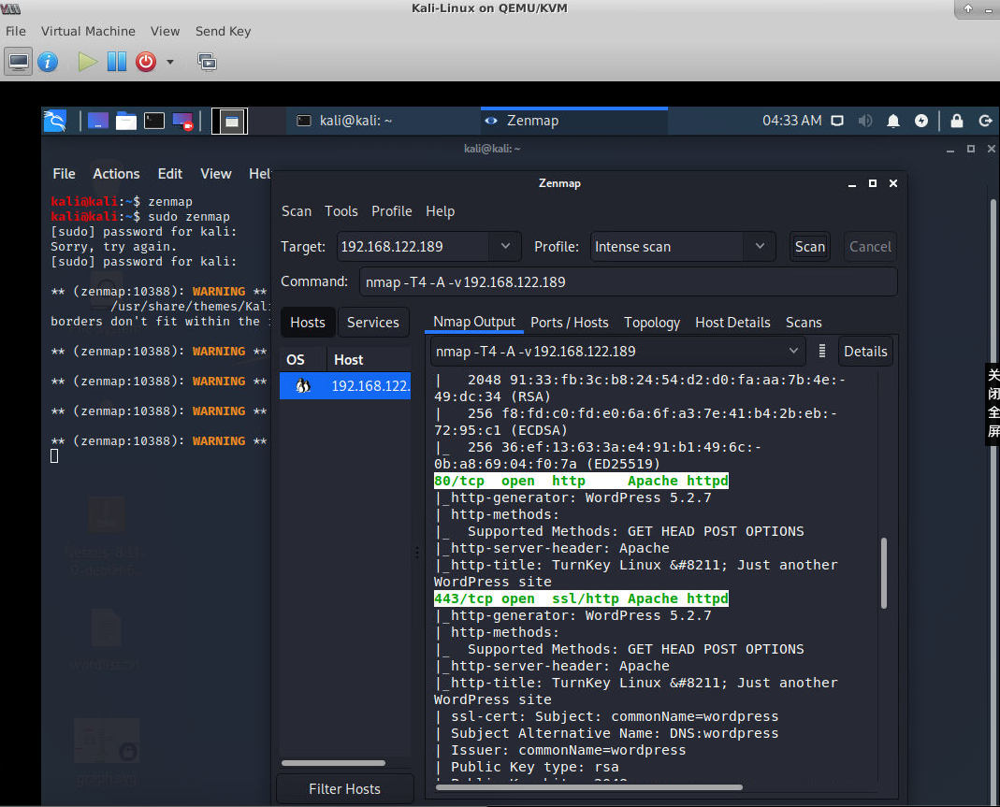 Kali-Linux on QEMU/KVM
File Virtual Machine View Send Key
kali@kali: ~
Zenmap
04:33 AM
kali@kali: ~
File Actions Edit View Hel
kali@kali:~$ zenmap
kali@kali:~$ sudo zenmap
[sudo] password for kali:
Sorry, try again.
[sudo] password for kali:
** (zenmap:10388): WARNING **
/usr/share/themes/Kali
borders don't fit within the
** (zenmap:10388): WARNING **
** (zenmap:10388): WARNING **
** (zenmap:10388): WARNING **
** (zenmap:10388): WARNING **
Zenmap
Scan Tools Profile Help
Target: 192.168.122.189 Profile: Intense scan Scan Cancel
Command: nmap -T4 -A -v 192.168.122.189
Hosts Services
OS Host
192.168.122.
Filter Hosts
Nmap Output Ports / Hosts Topology Host Details Scans
nmap -T4 -A -v 192.168.122.189 Details
| 2048 91:33:fb:3c:b8:24:54:d2:d0:fa:aa:7b:4e:-
49:dc:34 (RSA)
| 256 f8:fd:c0:fd:e0:6a:6f:a3:7e:41:b4:2b:eb:-
72:95:c1 (ECDSA)
|_ 256 36:ef:13:63:3a:e4:91:b1:49:6c:-
0b:a8:69:04:f0:7a (ED25519)
80/tcp open http Apache httpd
|_http-generator: WordPress 5.2.7
| http-methods:
|_ Supported Methods: GET HEAD POST OPTIONS
|_http-server-header: Apache
|_http-title: TurnKey Linux &#8211; Just another
WordPress site
443/tcp open ssl/http Apache httpd
|_http-generator: WordPress 5.2.7
| http-methods:
|_ Supported Methods: GET HEAD POST OPTIONS
|_http-server-header: Apache
|_http-title: TurnKey Linux &#8211; Just another
WordPress site
| ssl-cert: Subject: commonName=wordpress
| Subject Alternative Name: DNS:wordpress
| Issuer: commonName=wordpress
| Public Key type: rsa
关闭全屏